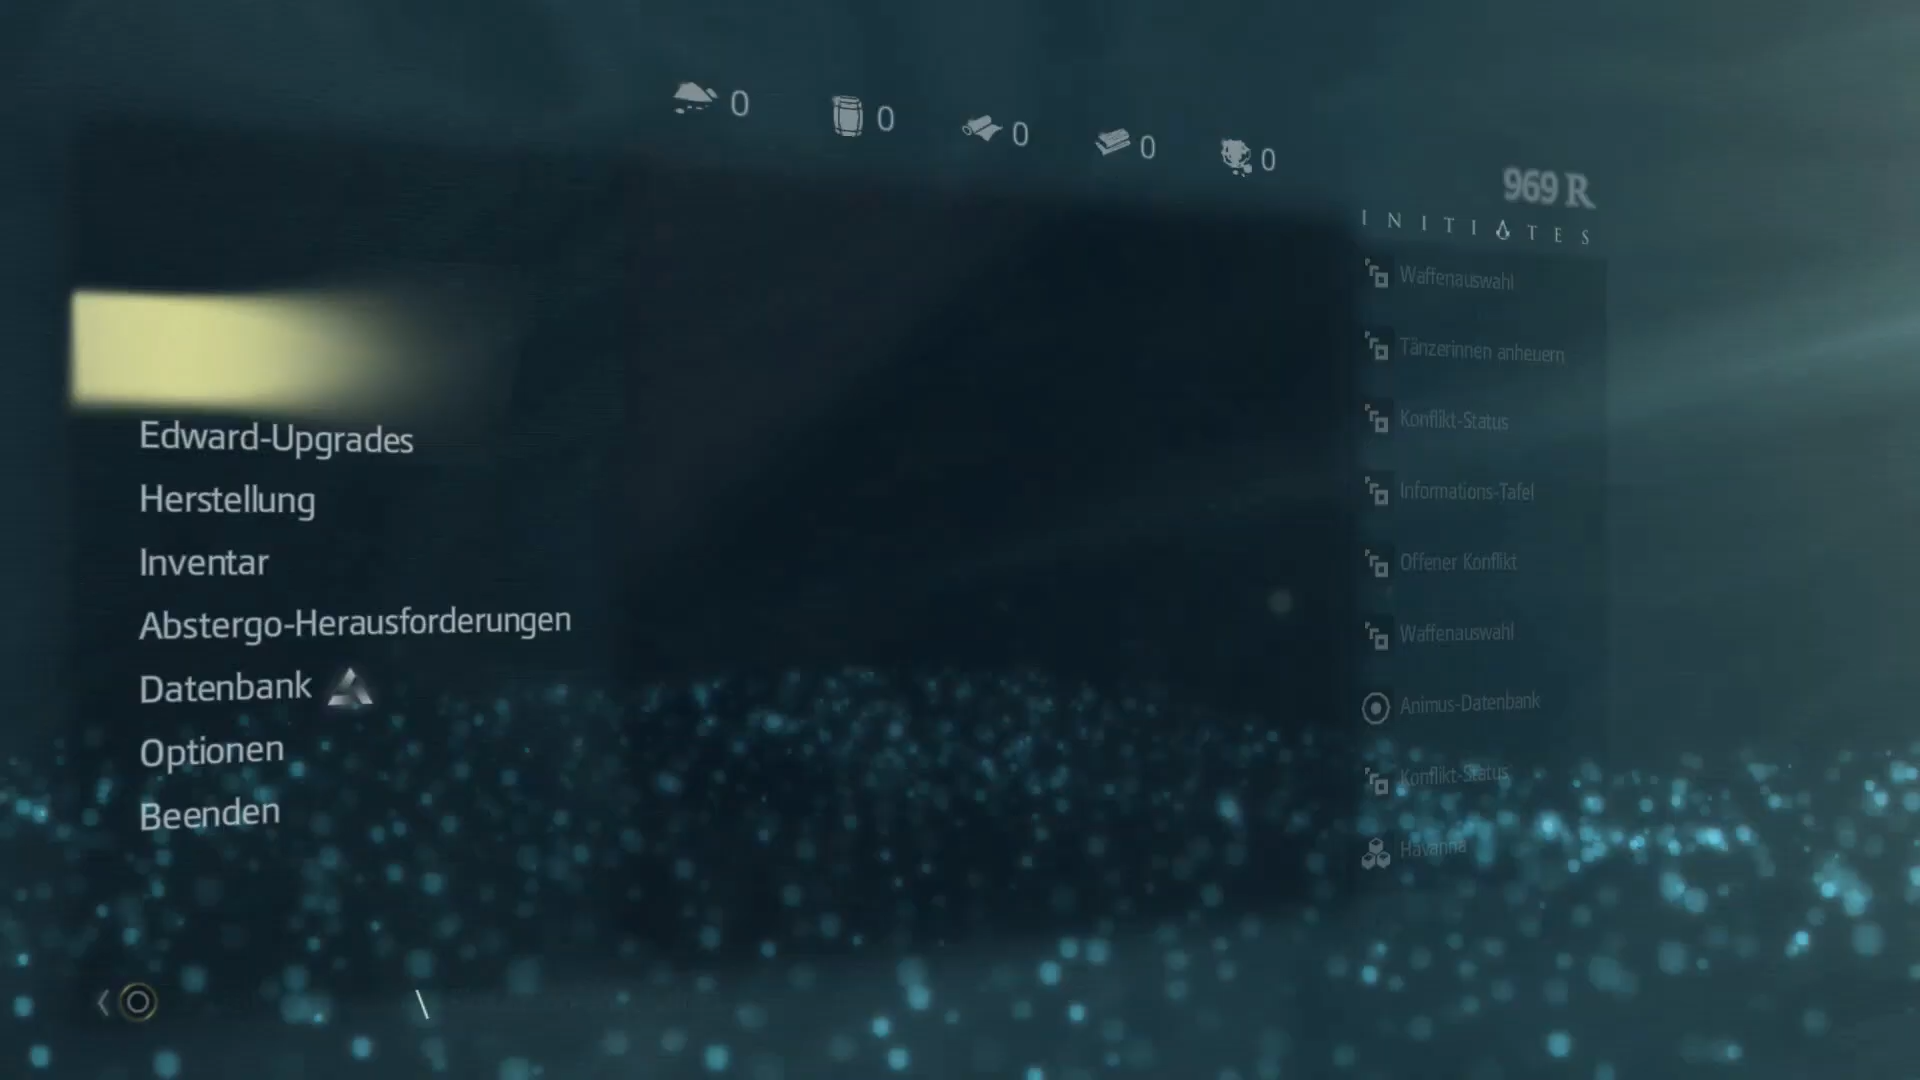 0 0 0 0 0
969 R
INITIATES
Waffenauswahl
Tänzerinnen anheuern
Konflikt-Status
Informations-Tafel
Offener Konflikt
Waffenauswahl
Animus-Datenbank
Konflikt-Status
Havanna
Edward-Upgrades
Herstellung
Inventar
Abstergo-Herausforderungen
Datenbank
Optionen
Beenden